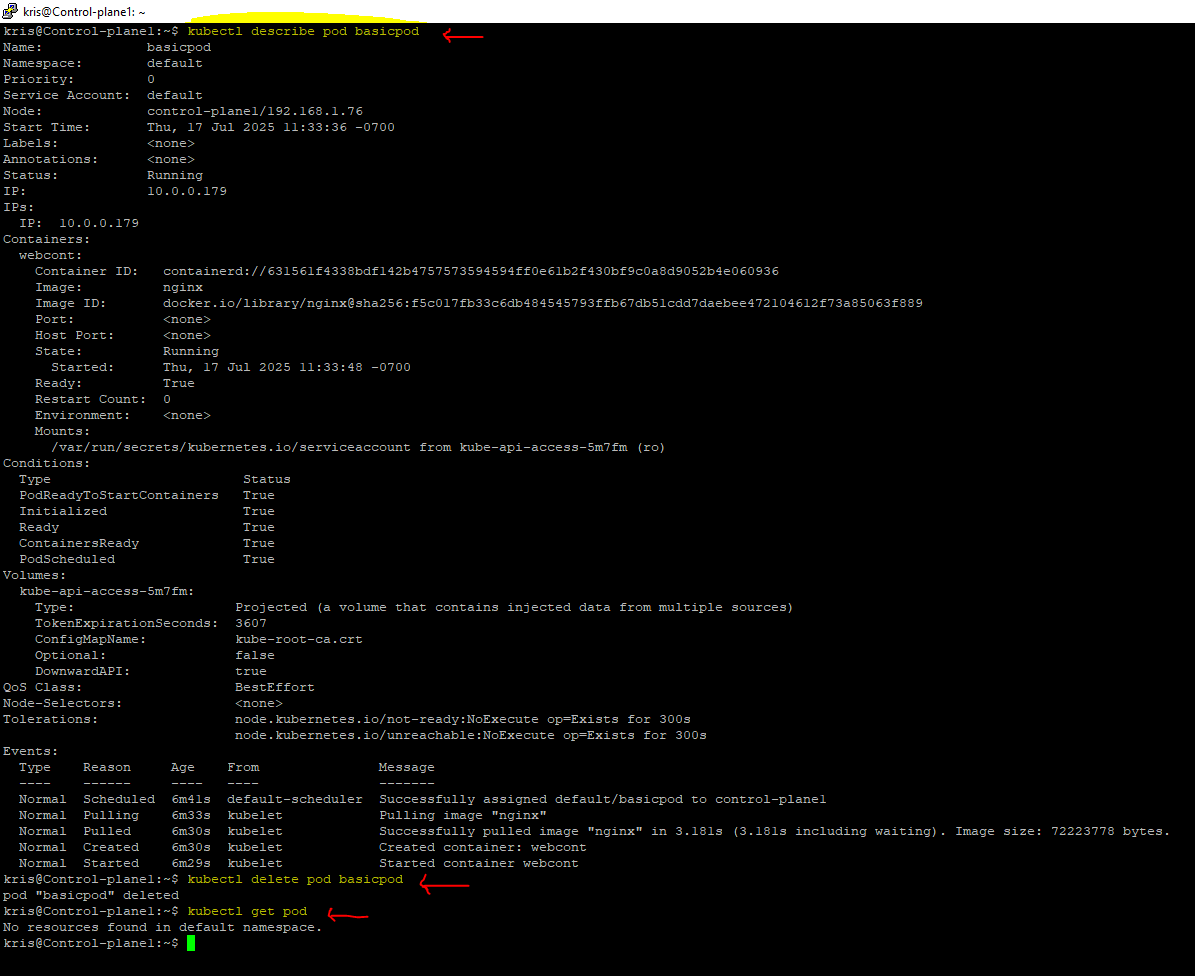 kris@Control-plane1: ~
kris@Control-plane1:~$ kubectl describe pod basicpod
Name:             basicpod
Namespace:        default
Priority:         0
Service Account:  default
Node:             control-plane1/192.168.1.76
Start Time:       Thu, 17 Jul 2025 11:33:36 -0700
Labels:           <none>
Annotations:      <none>
Status:           Running
IP:               10.0.0.179
IPs:
  IP:  10.0.0.179
Containers:
  webcont:
    Container ID:   containerd://631561f4338bdf142b4757573594594ff0e61b2f430bf9c0a8d9052b4e060936
    Image:          nginx
    Image ID:       docker.io/library/nginx@sha256:f5c017fb33c6db484545793ffb67db51cdd7daebee472104612f73a85063f889
    Port:           <none>
    Host Port:      <none>
    State:          Running
      Started:      Thu, 17 Jul 2025 11:33:48 -0700
    Ready:          True
    Restart Count:  0
    Environment:    <none>
    Mounts:
      /var/run/secrets/kubernetes.io/serviceaccount from kube-api-access-5m7fm (ro)
Conditions:
  Type                        Status
  PodReadyToStartContainers   True
  Initialized                 True
  Ready                       True
  ContainersReady             True
  PodScheduled                True
Volumes:
  kube-api-access-5m7fm:
    Type:                    Projected (a volume that contains injected data from multiple sources)
    TokenExpirationSeconds:  3607
    ConfigMapName:           kube-root-ca.crt
    Optional:                false
    DownwardAPI:             true
QoS Class:                   BestEffort
Node-Selectors:              <none>
Tolerations:                 node.kubernetes.io/not-ready:NoExecute op=Exists for 300s
                             node.kubernetes.io/unreachable:NoExecute op=Exists for 300s
Events:
  Type    Reason     Age    From               Message
  ----    ------     ----   ----               -------
  Normal  Scheduled  6m41s  default-scheduler  Successfully assigned default/basicpod to control-plane1
  Normal  Pulling    6m33s  kubelet            Pulling image "nginx"
  Normal  Pulled     6m30s  kubelet            Successfully pulled image "nginx" in 3.181s (3.181s including waiting). Image size: 72223778 bytes.
  Normal  Created    6m30s  kubelet            Created container: webcont
  Normal  Started    6m29s  kubelet            Started container webcont
kris@Control-plane1:~$ kubectl delete pod basicpod
pod "basicpod" deleted
kris@Control-plane1:~$ kubectl get pod
No resources found in default namespace.
kris@Control-plane1:~$